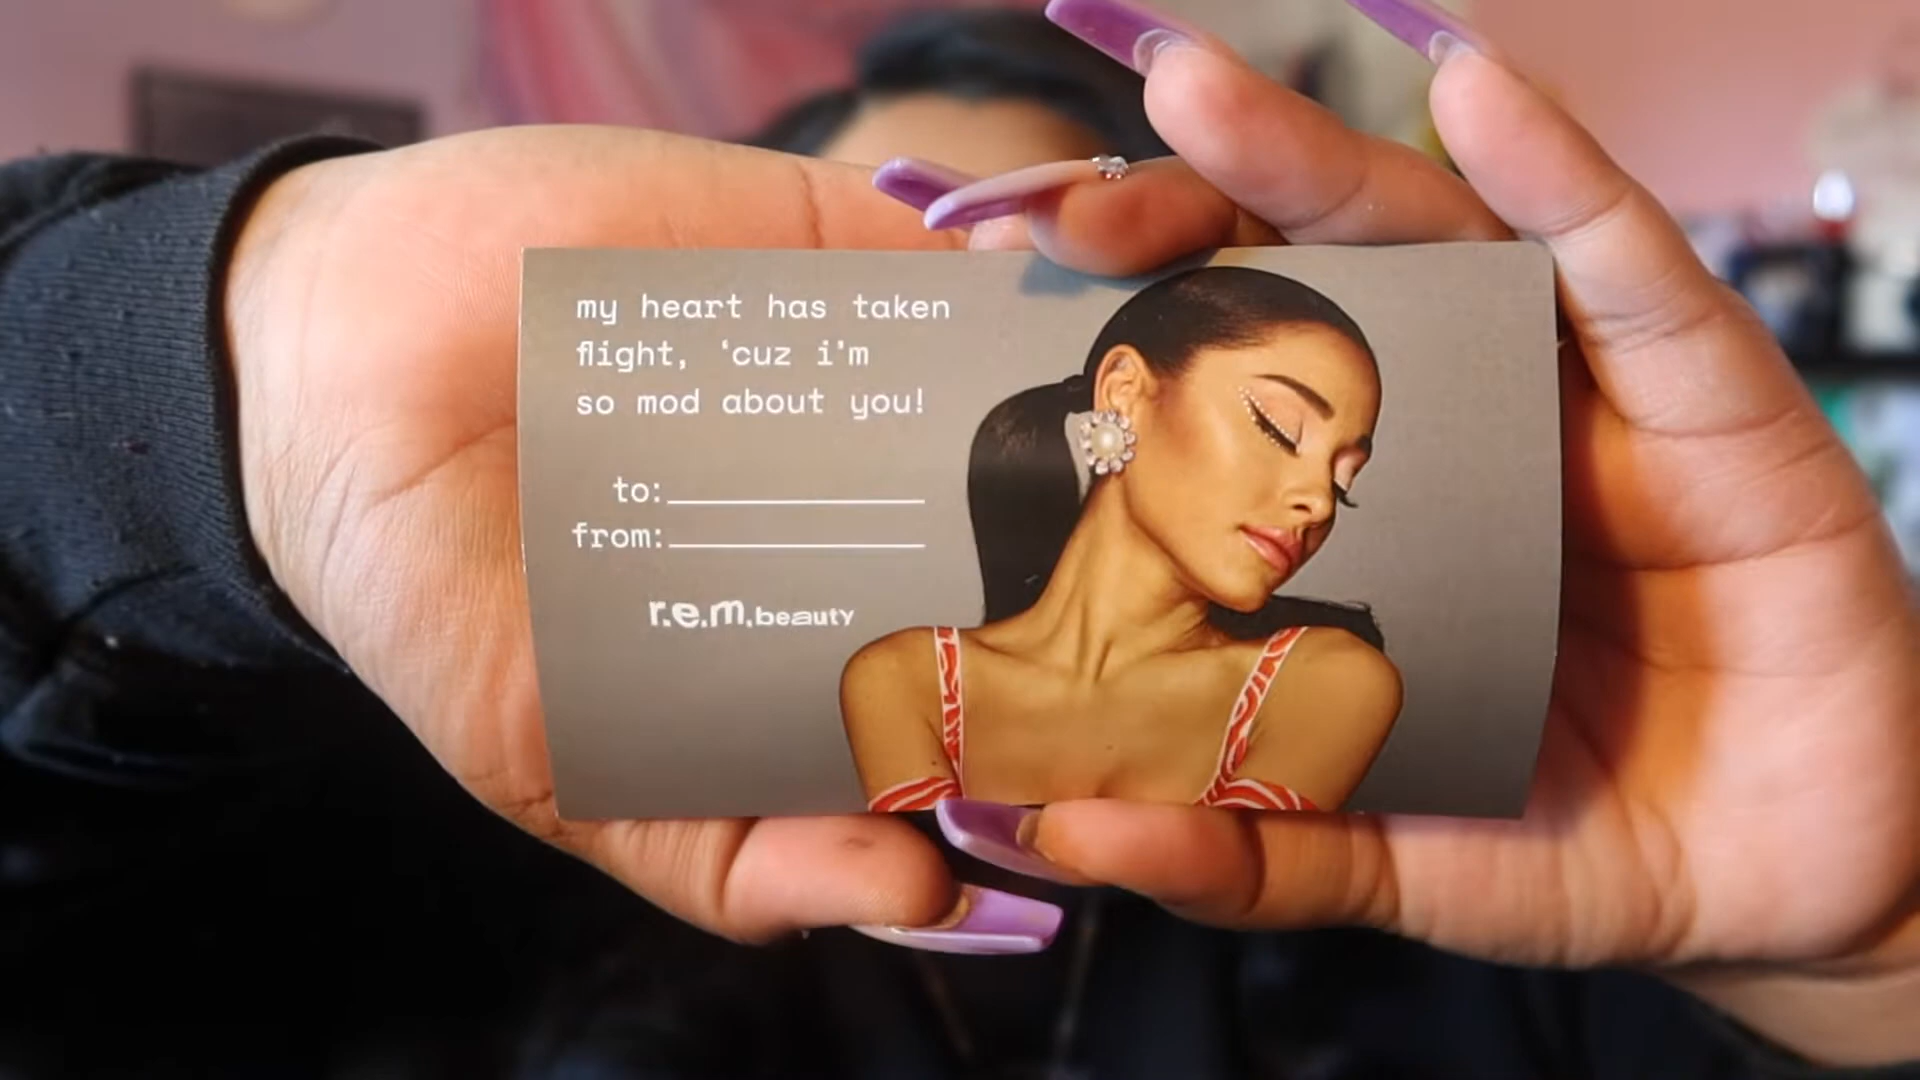 my heart has taken
flight, ‘cuz i’m
so mod about you!
to:
from:
r.e.m.beauty